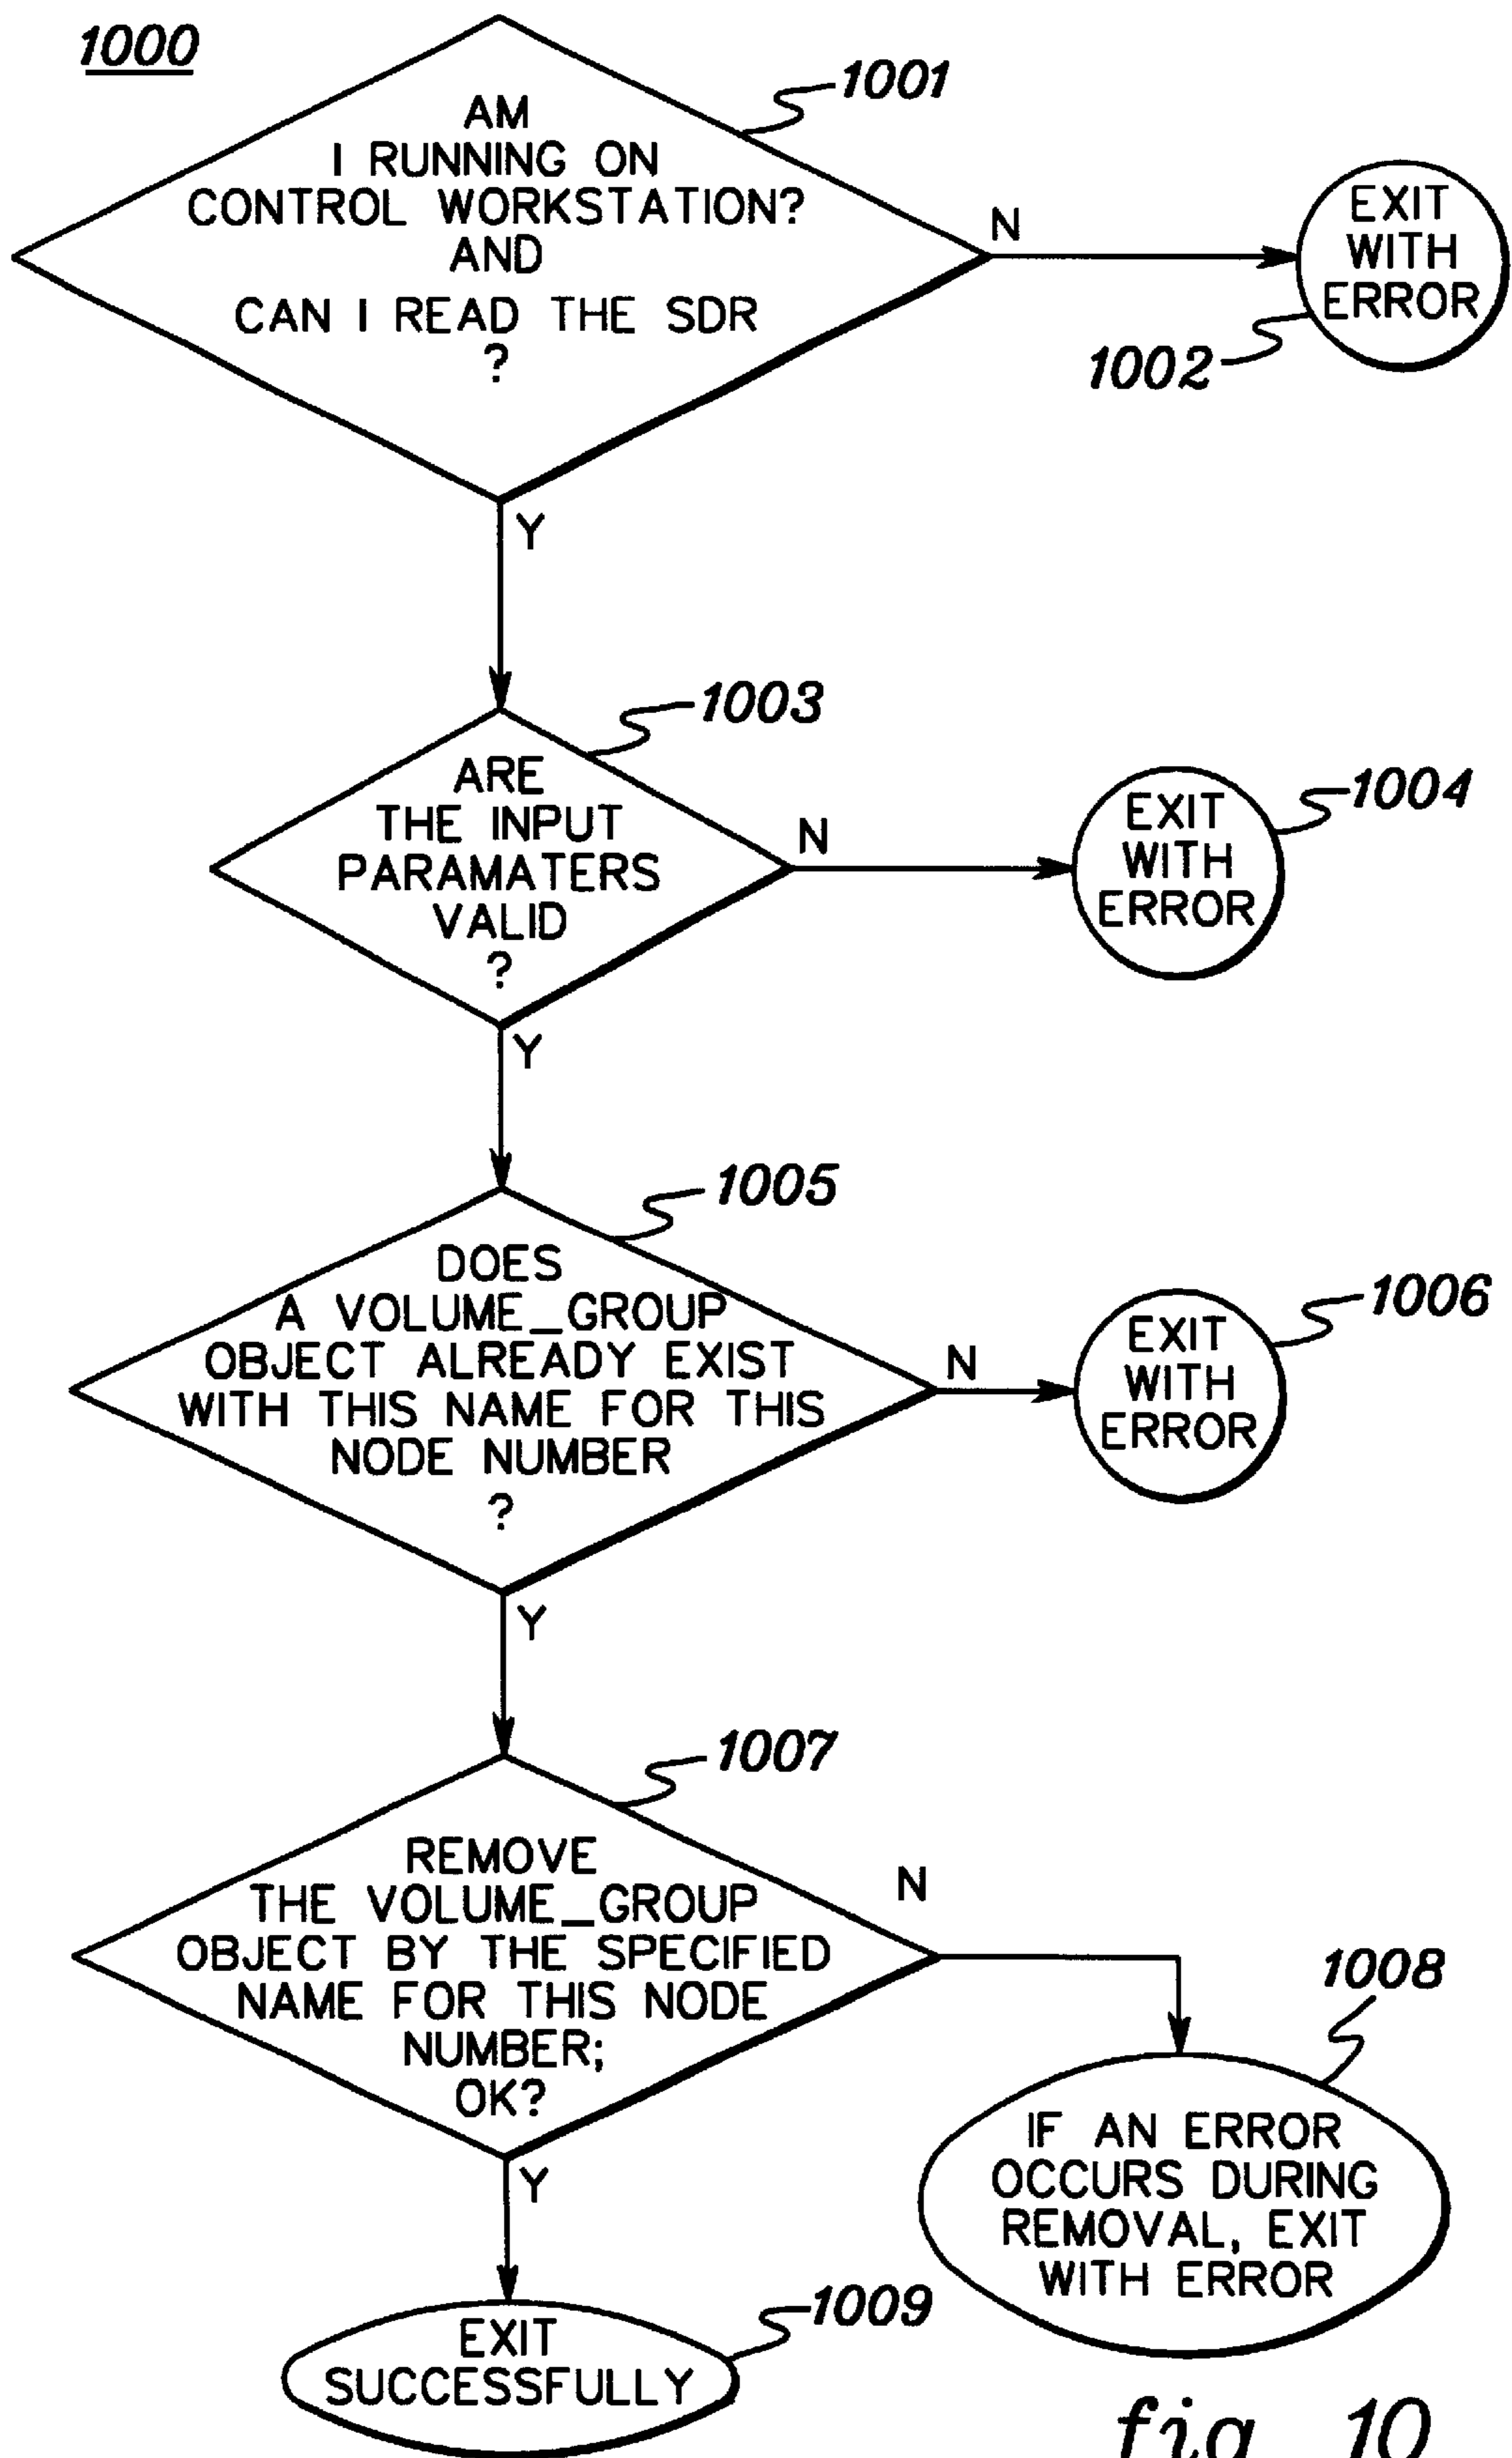 1000
1001
AM
I RUNNING ON
CONTROL WORKSTATION?
AND
CAN I READ THE SDR
?
N
EXIT
WITH
ERROR
1002
Y
1003
ARE
THE INPUT
PARAMATERS
VALID
?
N
EXIT
WITH
ERROR
1004
Y
1005
DOES
A VOLUME_GROUP
OBJECT ALREADY EXIST
WITH THIS NAME FOR THIS
NODE NUMBER
?
N
EXIT
WITH
ERROR
1006
Y
1007
REMOVE
THE VOLUME_GROUP
OBJECT BY THE SPECIFIED
NAME FOR THIS NODE
NUMBER;
OK?
N
1008
IF AN ERROR
OCCURS DURING
REMOVAL, EXIT
WITH ERROR
Y
1009
EXIT
SUCCESSFULLY
fig. 10